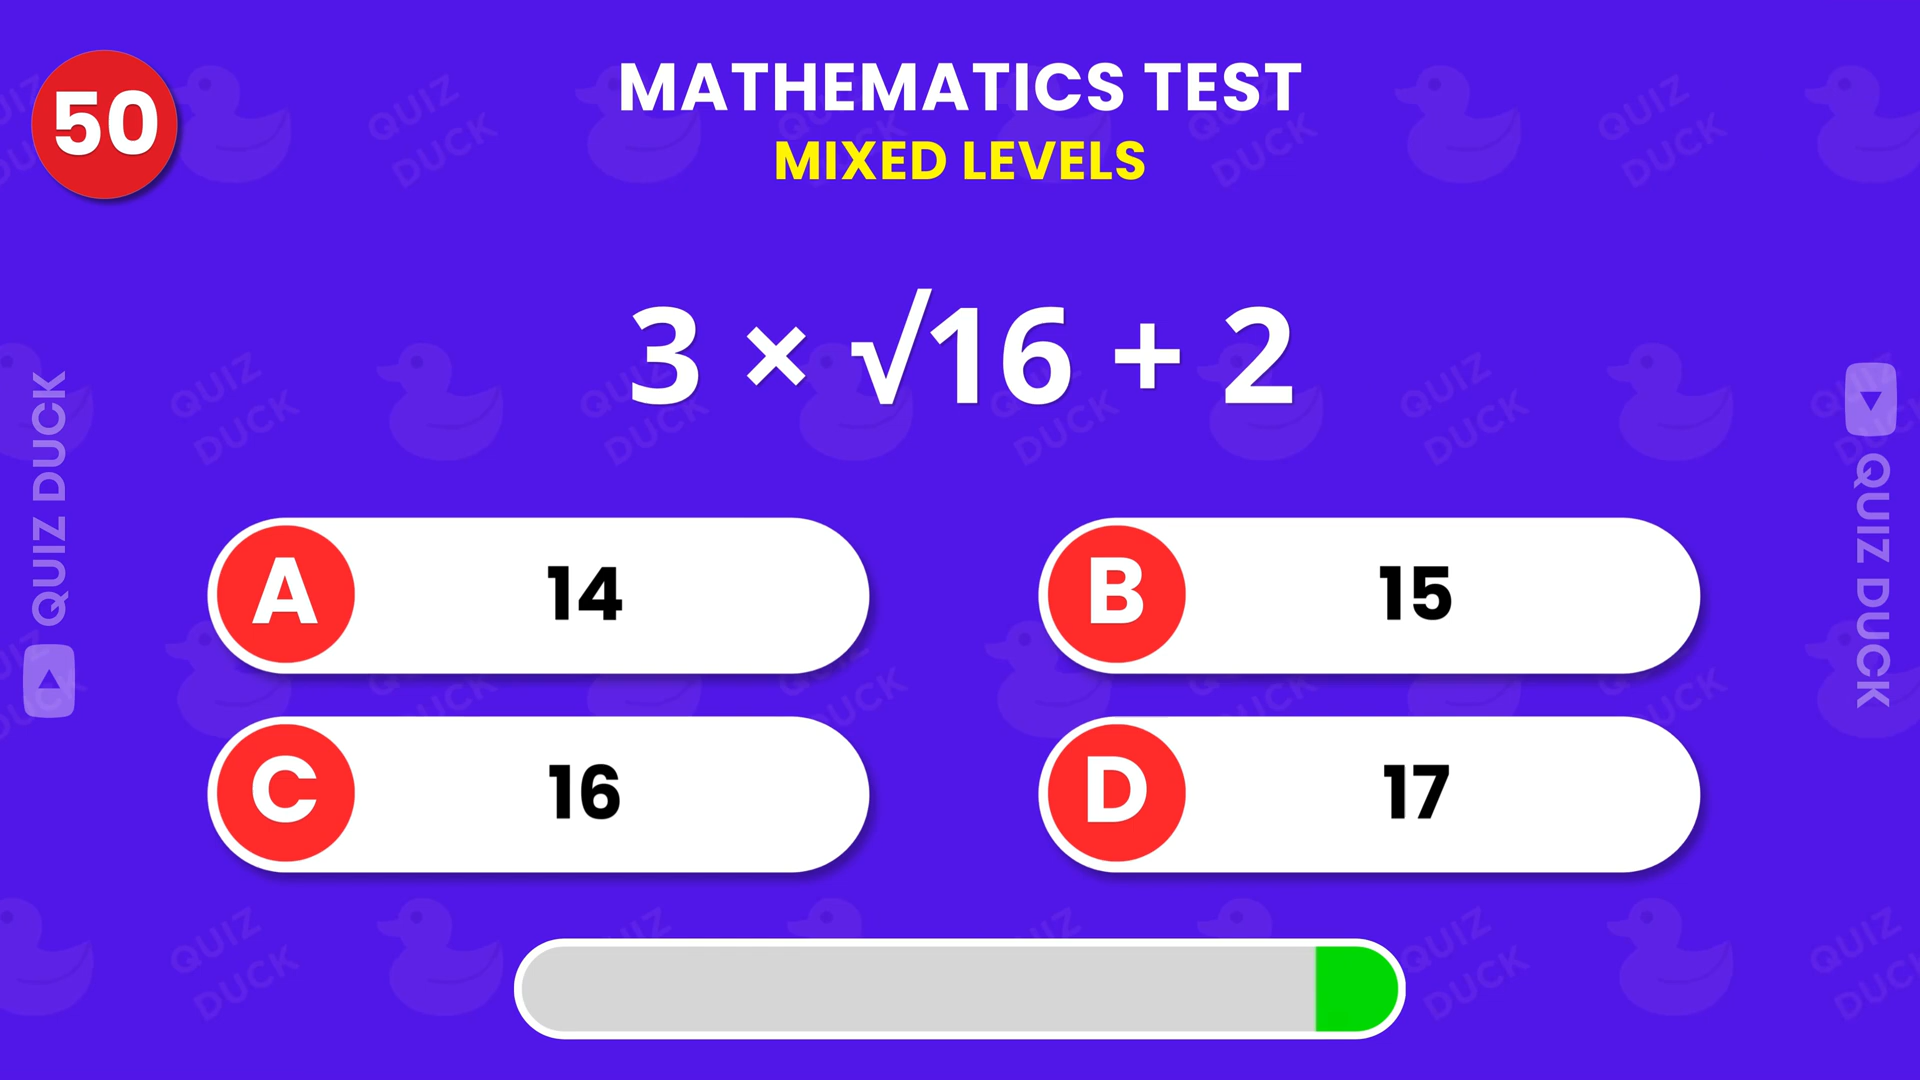 50
MATHEMATICS TEST
MIXED LEVELS
3 × √16 + 2
A 14
B 15
C 16
D 17
QUIZ DUCK
QUIZ DUCK